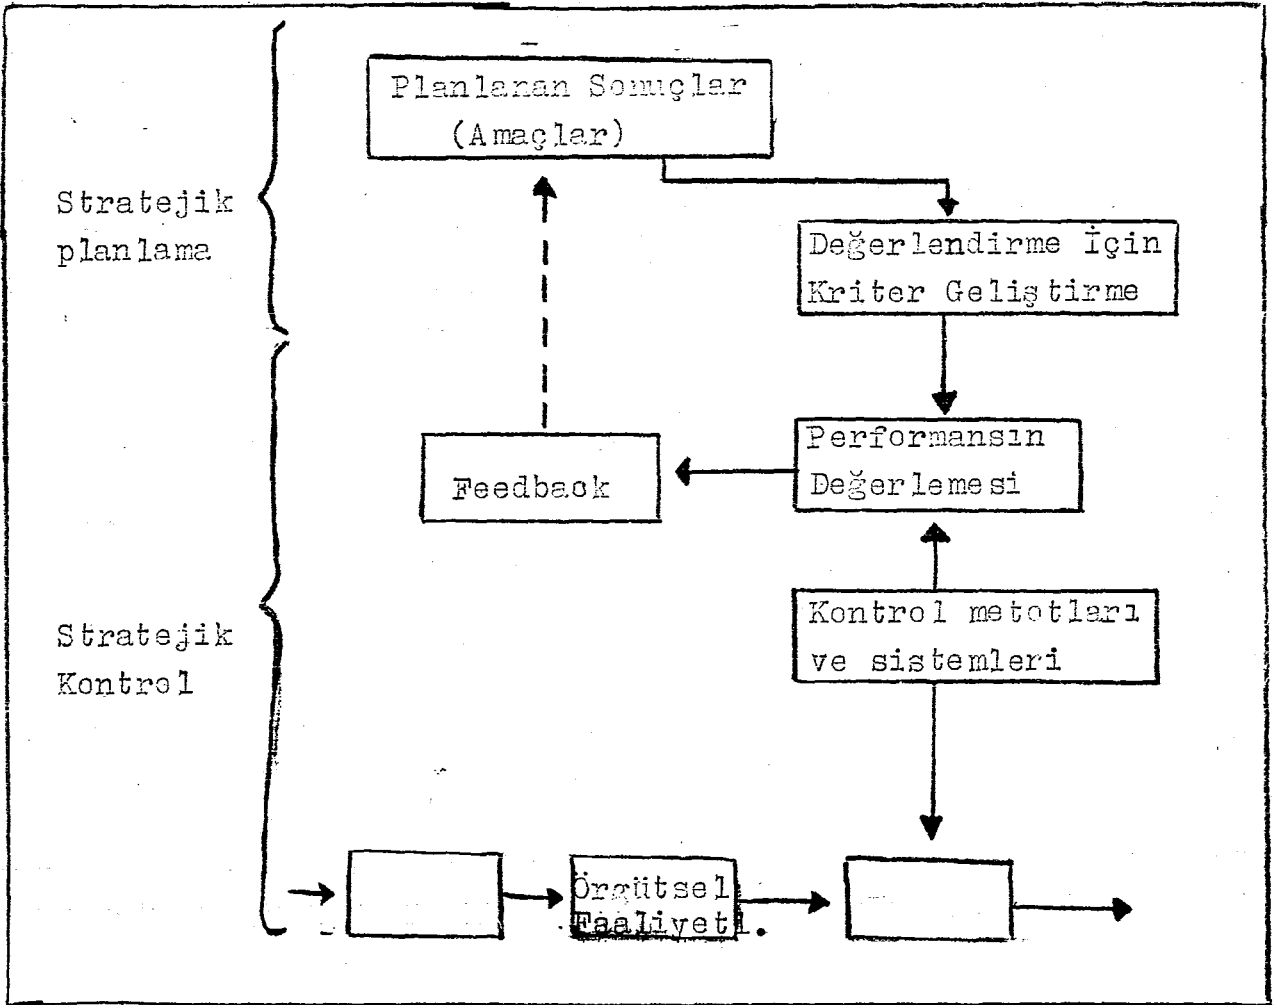 Planlanan Sonuçlar
(Amaçlar)
Stratejik
planlama
Değerlendirme İçin
Kriter Geliştirme
Performansın
Değerlemesi
Feedback
Kontrol metotları
ve sistemleri
Stratejik
Kontrol
Örgütsel
Faaliyetl.